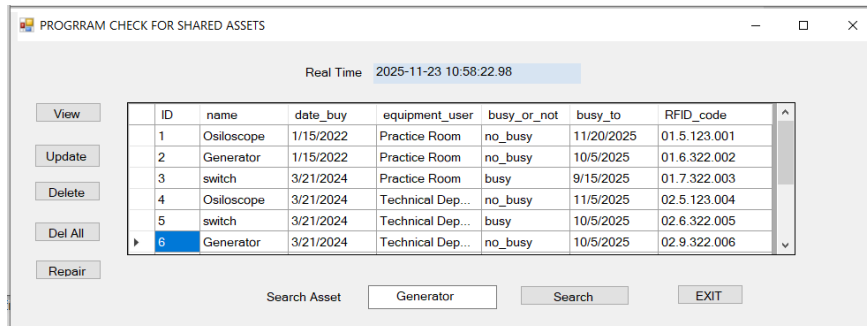 PROGRRAM CHECK FOR SHARED ASSETS
Real Time 2025-11-23 10:58:22.98
View
Update
Delete
Del All
Repair
ID name date_buy equipment_user busy_or_not busy_to RFID_code
1 Osiloscope 1/15/2022 Practice Room no_busy 11/20/2025 01.5.123.001
2 Generator 1/15/2022 Practice Room no_busy 10/5/2025 01.6.322.002
3 switch 3/21/2024 Practice Room busy 9/15/2025 01.7.322.003
4 Osiloscope 3/21/2024 Technical Dep... no_busy 11/5/2025 02.5.123.004
5 switch 3/21/2024 Technical Dep... busy 10/5/2025 02.6.322.005
6 Generator 3/21/2024 Technical Dep... no_busy 10/5/2025 02.9.322.006
Search Asset Generator Search EXIT